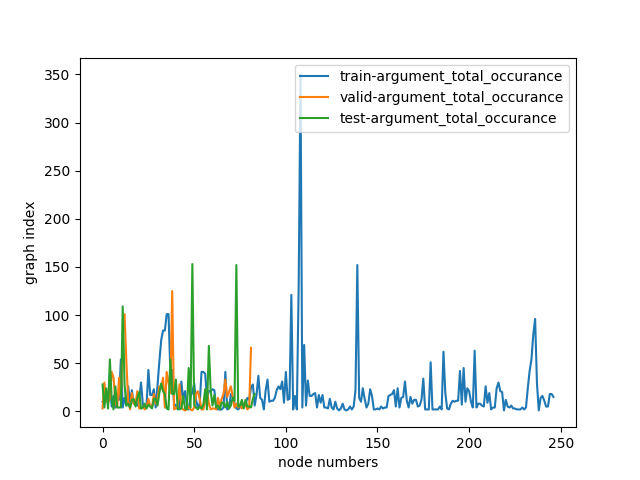 train-argument_total_occurance
valid-argument_total_occurance
test-argument_total_occurance
350
300
250
200
150
100
50
0
graph index
0 50 100 150 200 250
node numbers